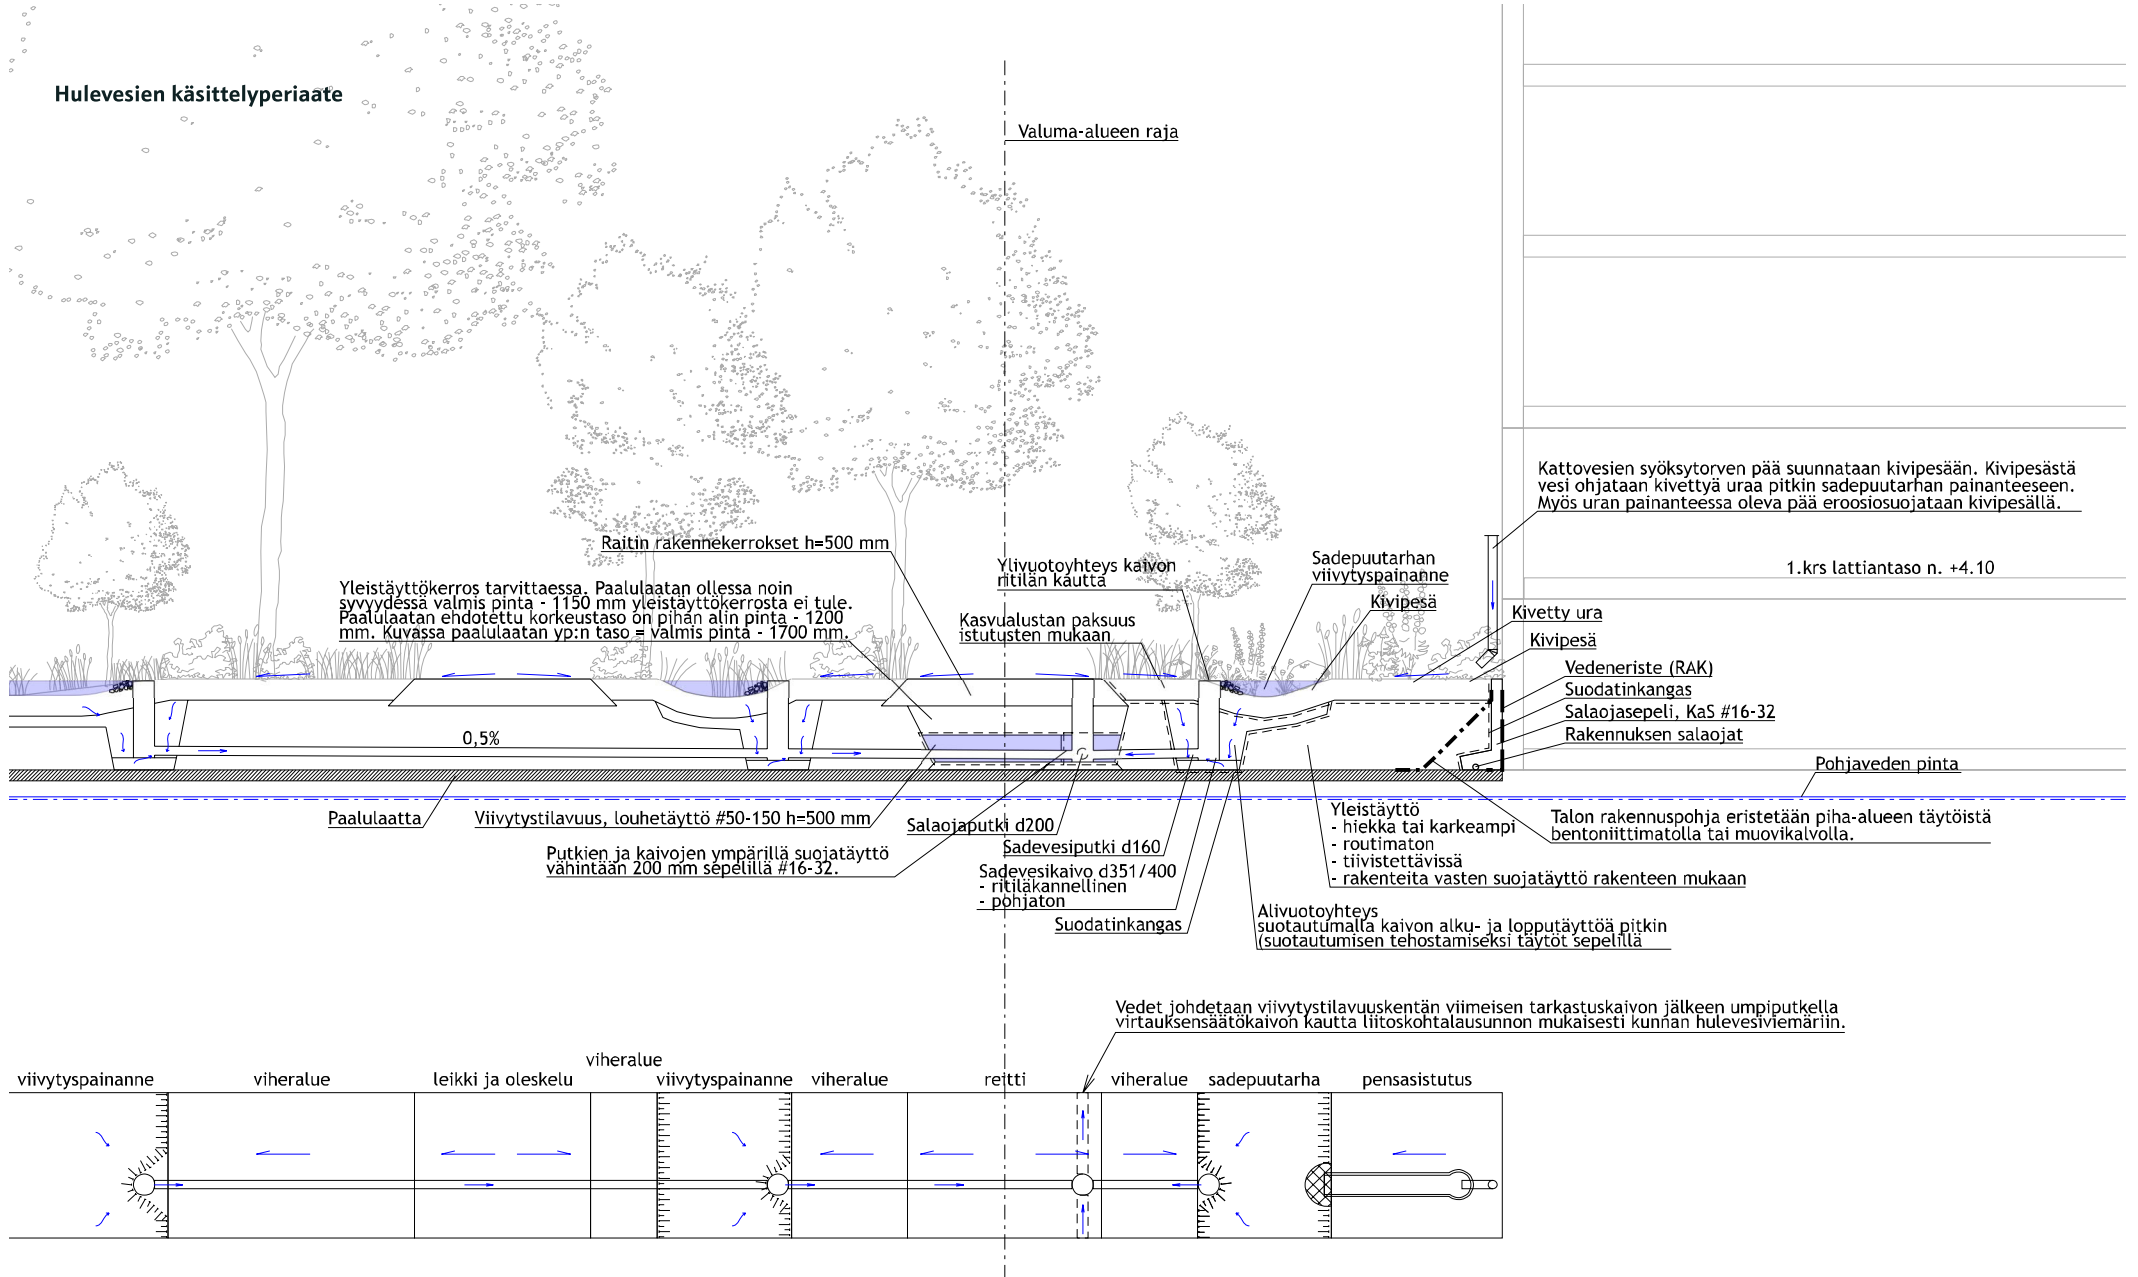 Hulevesien käsittelyperiaate
Valuma-alueen raja
Kattovesien syöksytorven pää suunnataan kivipesään. Kivipesästä
vesi ohjataan kivettyä uraa pitkin sadepuutarhan painanteeseen.
Myös uran painanteessa oleva pää eroosiosuojataan kivipesällä.
Raitin rakennekerrokset h=500 mm
Ylivuotoyhteys kaivon
ritilän kautta
Sadepuutarhan
viivytyspainanne
1.krs lattiantaso n. +4.10
Yleistäyttökerros tarvittaessa. Paalulaatan ollessa noin
syvyydessä valmis pinta - 1150 mm yleistäyttökerrosta ei tule.
Paalulaatan ehdotettu korkeustaso on pihan alin pinta - 1200
mm. Kuvassa paalulaatan yp:n taso = valmis pinta - 1700 mm.
Kasvualustan paksuus
istutusten mukaan
Kivipesä
Kivetty ura
Kivipesä
Vedeneriste (RAK)
Suodatinkangas
Salaojasepeli, KaS #16-32
Rakennuksen salaojat
0,5%
Pohjaveden pinta
Paalulaatta
Viivytystilavuus, louhetäyttö #50-150 h=500 mm
Salaojaputki d200
Sadevesiputki d160
Putkien ja kaivojen ympärillä suojatäyttö
vähintään 200 mm sepelillä #16-32.
Sadevesikaivo d351/400
- ritiläkannellinen
- pohjaton
Suodatinkangas
Yleistäyttö
- hiekka tai karkeampi
- routimaton
- tiivistettävissä
- rakenteita vasten suojatäyttö rakenteen mukaan
Talon rakennuspohja eristetään piha-alueen täytöistä
bentoniittimatolla tai muovikalvolla.
Alivuotoyhteys
suotautumalla kaivon alku- ja lopputäyttöä pitkin
(suotautumisen tehostamiseksi täytöt sepelillä
Vedet johdetaan viivytystilavuuskentän viimeisen tarkastuskaivon jälkeen umpiputkella
virtauksensäätökaivon kautta liitoskohtalausunnon mukaisesti kunnan hulevesiviemäriin.
viivytyspainanne
viheralue
leikki ja oleskelu
viheralue
viivytyspainanne
viheralue
reitti
viheralue
sadepuutarha
pensasistutus